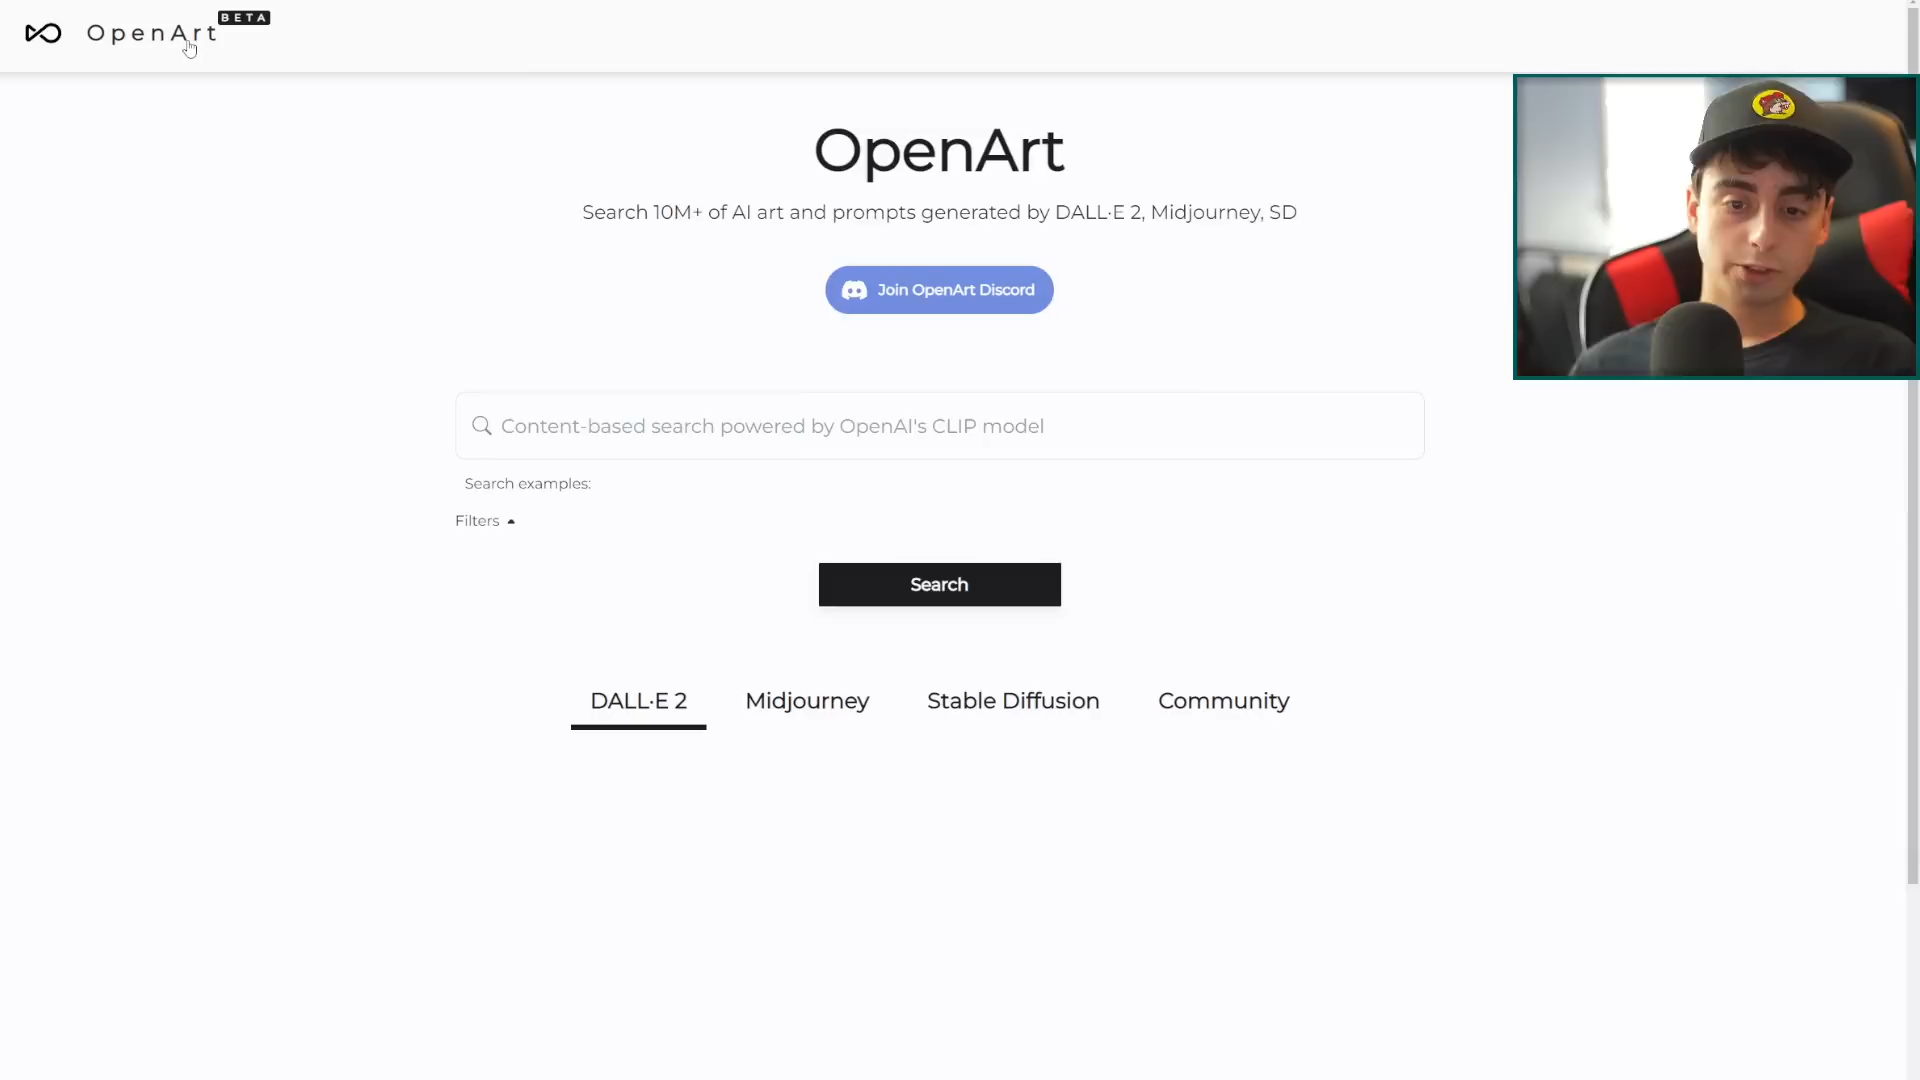 OpenArt
BETA
OpenArt
Search 10M+ of AI art and prompts generated by DALL·E 2, Midjourney, SD
Join OpenArt Discord
Content-based search powered by OpenAI's CLIP model
Search examples:
Filters
Search
DALL·E 2
Midjourney
Stable Diffusion
Community